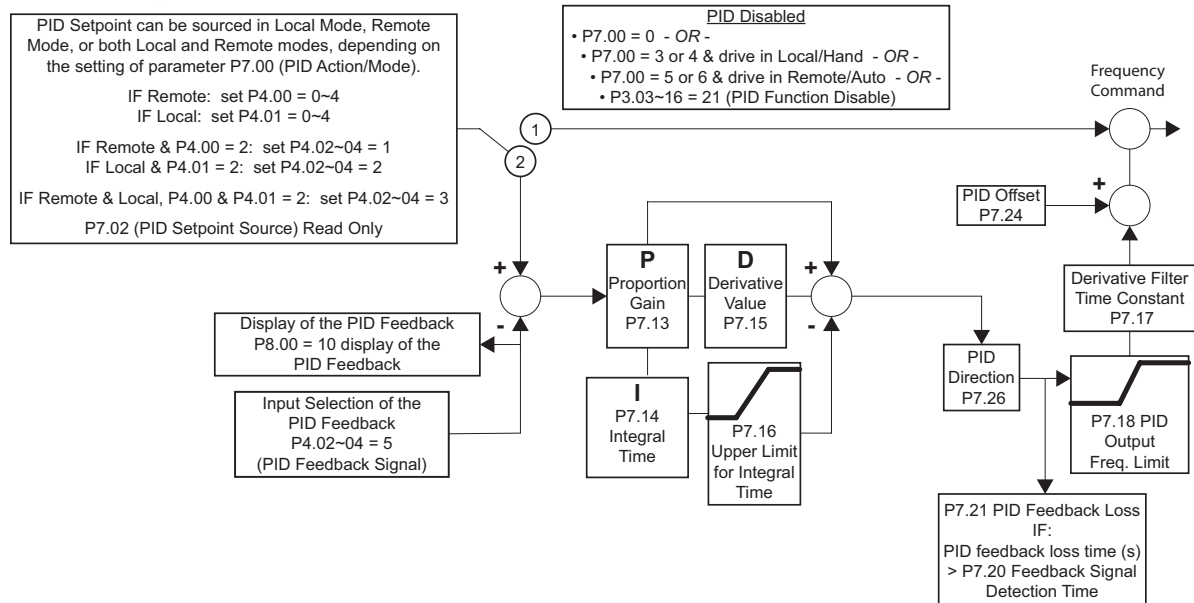 PID Setpoint can be sourced in Local Mode, Remote
Mode, or both Local and Remote modes, depending on
the setting of parameter P7.00 (PID Action/Mode).
IF Remote: set P4.00 = 0~4
IF Local: set P4.01 = 0~4
IF Remote & P4.00 = 2: set P4.02~04 = 1
IF Local & P4.01 = 2: set P4.02~04 = 2
IF Remote & Local, P4.00 & P4.01 = 2: set P4.02~04 = 3
P7.02 (PID Setpoint Source) Read Only
PID Disabled
• P7.00 = 0 - OR -
• P7.00 = 3 or 4 & drive in Local/Hand - OR -
• P7.00 = 5 or 6 & drive in Remote/Auto - OR -
• P3.03~16 = 21 (PID Function Disable)
Frequency
Command
1
2
+
-
Display of the PID Feedback
P8.00 = 10 display of the
PID Feedback
Input Selection of the
PID Feedback
P4.02~04 = 5
(PID Feedback Signal)
P
Proportion
Gain
P7.13
D
Derivative
Value
P7.15
I
P7.14
Integral
Time
P7.16
Upper Limit
for Integral
Time
+
-
PID
Direction
P7.26
PID Offset
P7.24
+
Derivative Filter
Time Constant
P7.17
P7.18 PID
Output
Freq. Limit
P7.21 PID Feedback Loss
IF:
PID feedback loss time (s)
> P7.20 Feedback Signal
Detection Time